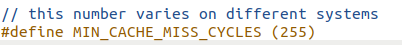 // this number varies on different systems
#define MIN_CACHE_MISS_CYCLES (255)